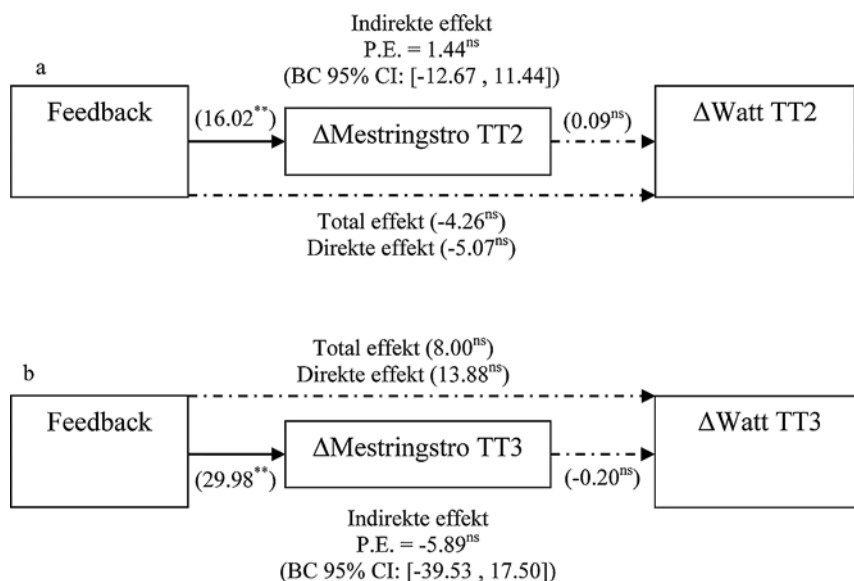 Indirekte effekt
P.E. = 1.44ns
(BC 95% CI: [-12.67 , 11.44])
a
Feedback
(16.02**)
ΔMestringstro TT2
(0.09ns)
ΔWatt TT2
Total effekt (-4.26ns)
Direkte effekt (-5.07ns)
Total effekt (8.00ns)
Direkte effekt (13.88ns)
b
Feedback
(29.98**)
ΔMestringstro TT3
(-0.20ns)
ΔWatt TT3
Indirekte effekt
P.E. = -5.89ns
(BC 95% CI: [-39.53 , 17.50])